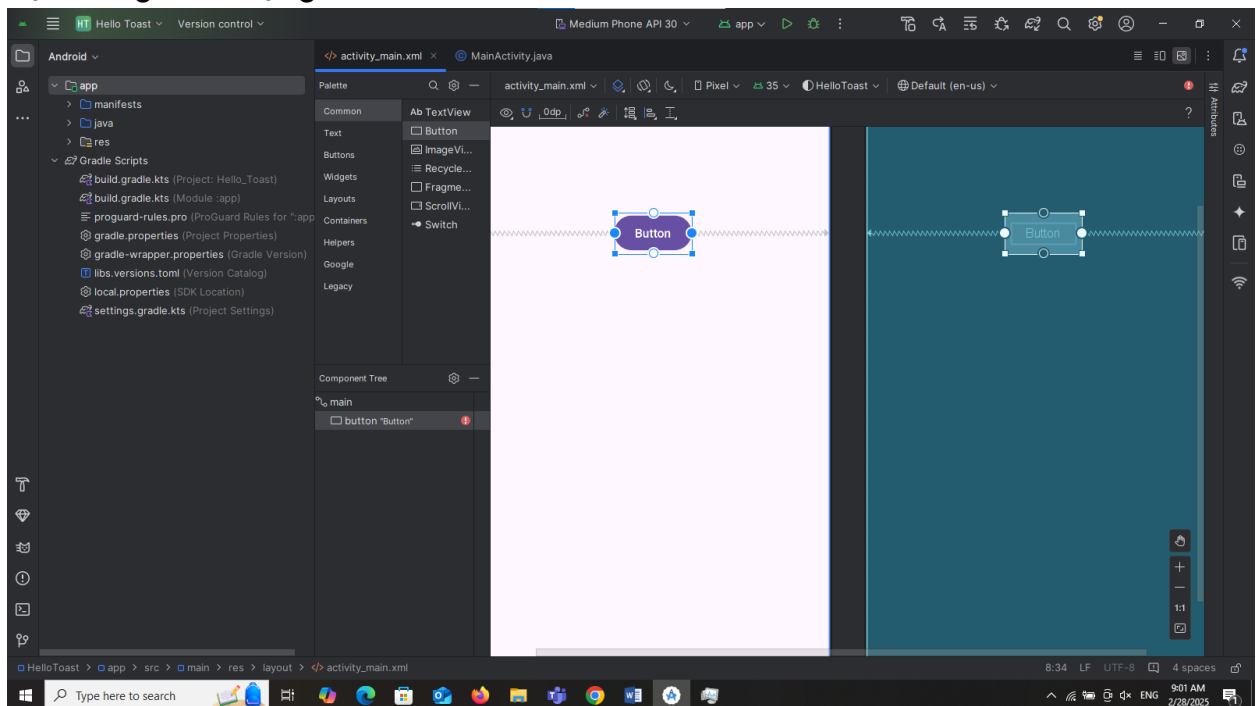 HT Hello Toast Version control Medium Phone API 30 app
Android
activity_main.xml MainActivity.java
app
manifests
java
res
Gradle Scripts
build.gradle.kts (Project: Hello_Toast)
build.gradle.kts (Module :app)
proguard-rules.pro (ProGuard Rules for ":app
gradle.properties (Project Properties)
gradle-wrapper.properties (Gradle Version)
libs.versions.toml (Version Catalog)
local.properties (SDK Location)
settings.gradle.kts (Project Settings)
Palette
Common
Text
Buttons
Widgets
Layouts
Containers
Helpers
Google
Legacy
Ab TextView
Button
ImageVi...
Recycle...
Fragme...
ScrollVi...
Switch
Component Tree
main
button "Button"
activity_main.xml Pixel 35 HelloToast Default (en-us)
0dp
?
Button
Button
Attributes
1:1
HelloToast > app > src > main > res > layout > activity_main.xml
8:34 LF UTF-8 4 spaces
Type here to search
ENG
9:01 AM
2/28/2025